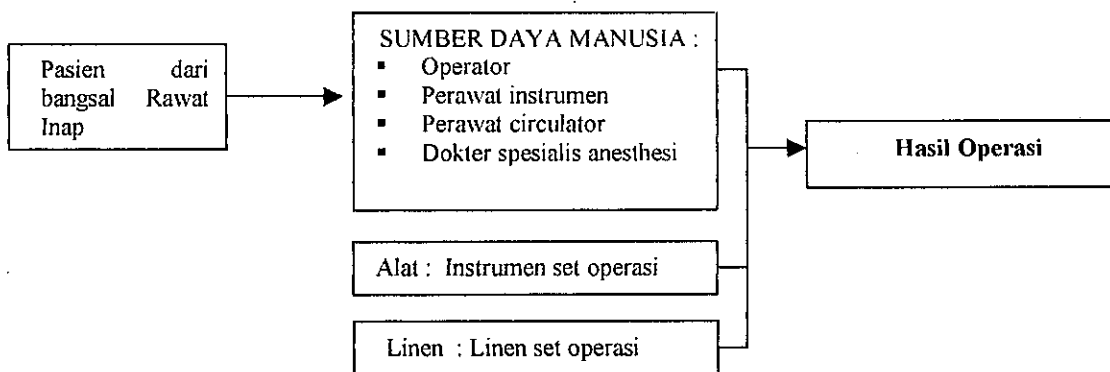 Pasien dari
bangsal Rawat
Inap
SUMBER DAYA MANUSIA :
▪ Operator
▪ Perawat instrumen
▪ Perawat circulator
▪ Dokter spesialis anesthesi
Alat : Instrumen set operasi
Linen : Linen set operasi
Hasil Operasi